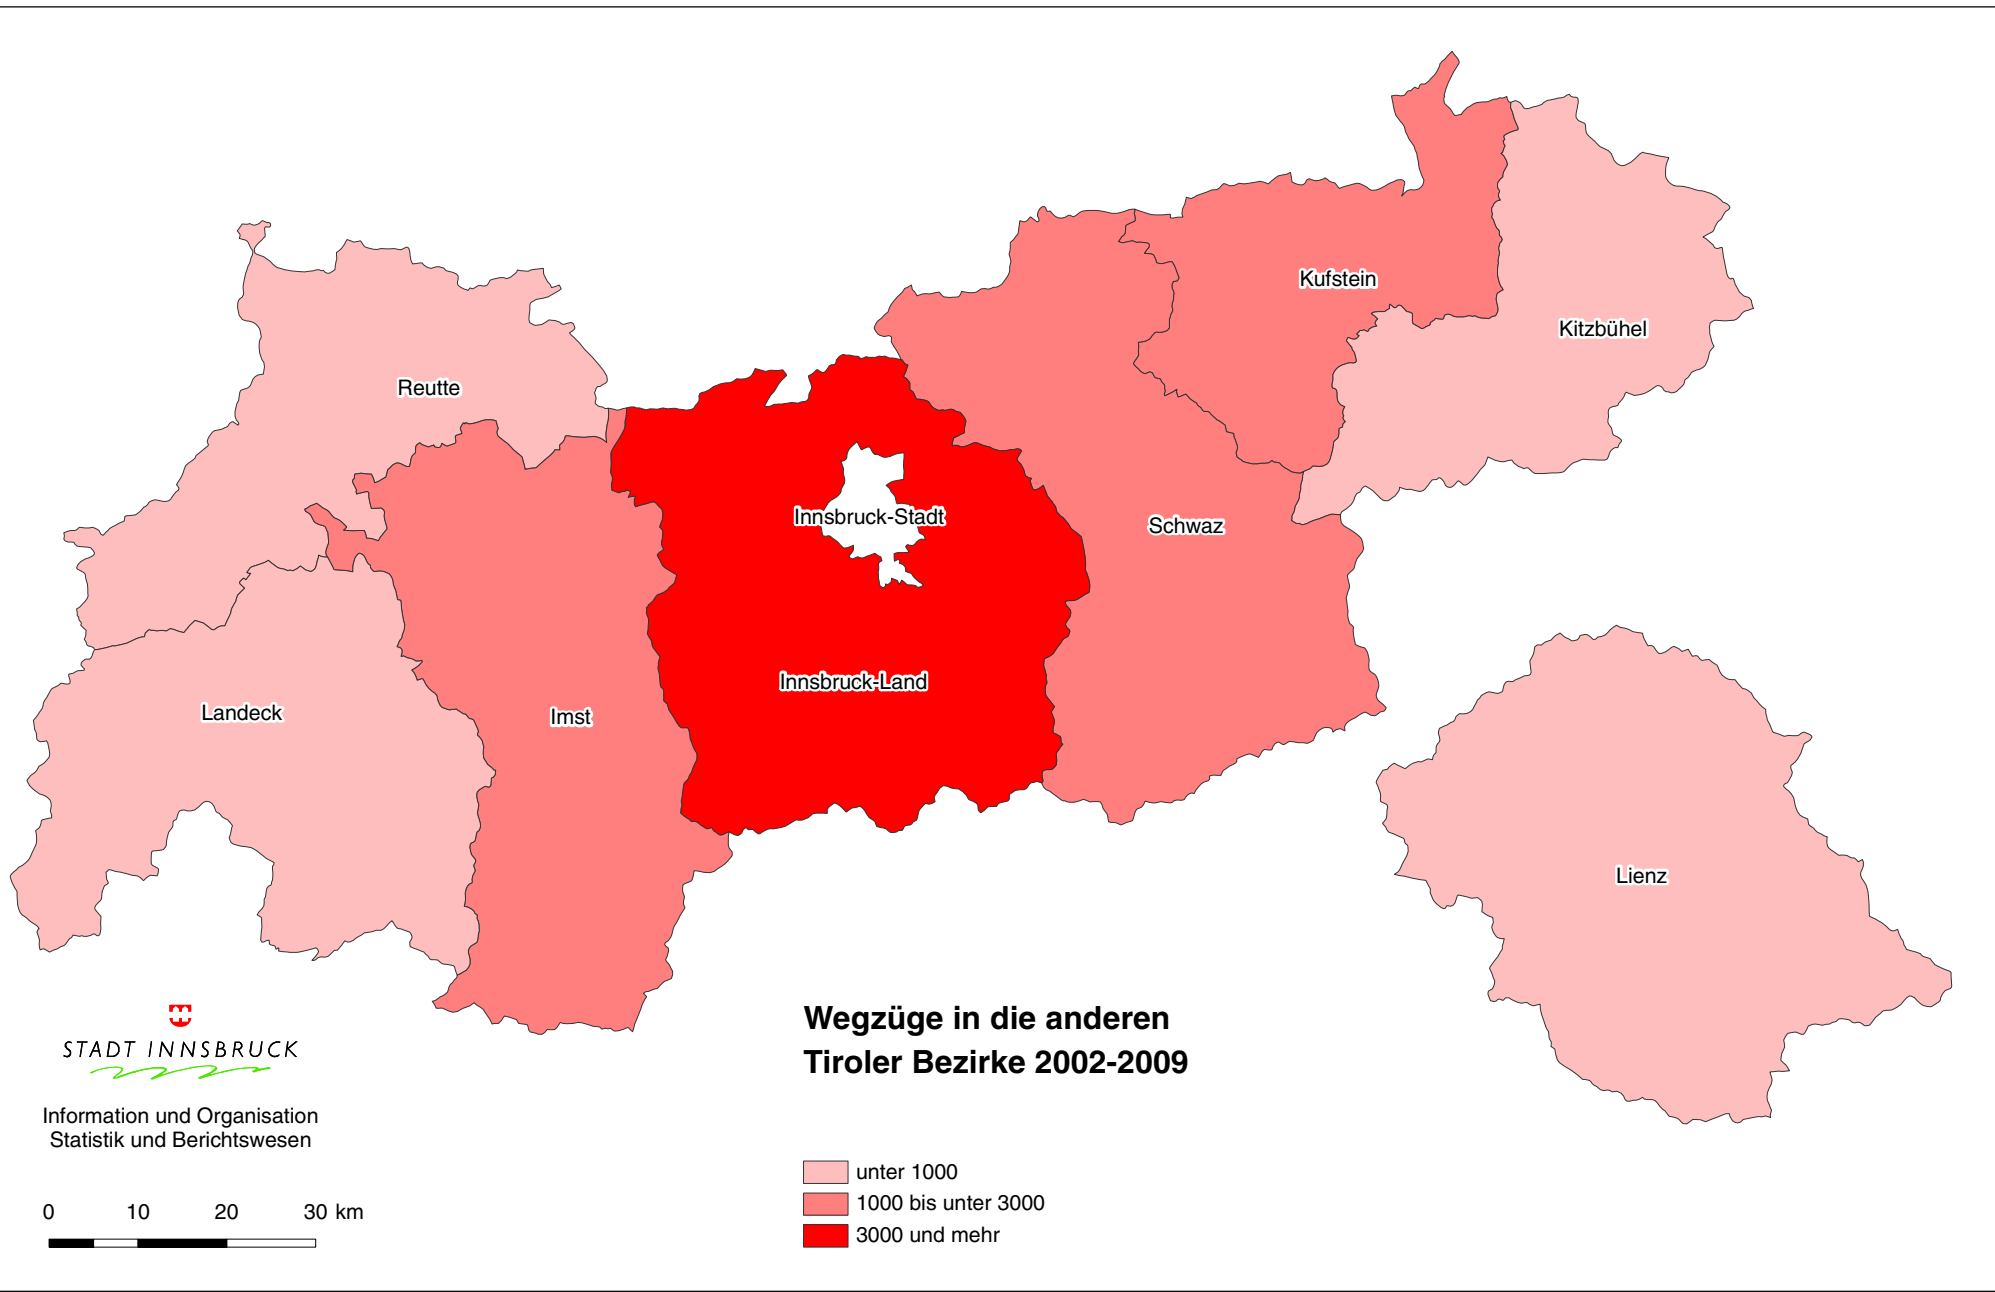 Kufstein
Kitzbühel
Reutte
Innsbruck-Stadt
Schwaz
Innsbruck-Land
Landeck
Imst
Lienz
Wegzüge in die anderen
Tiroler Bezirke 2002-2009
STADT INNSBRUCK
Information und Organisation
Statistik und Berichtswesen
0 10 20 30 km
unter 1000
1000 bis unter 3000
3000 und mehr